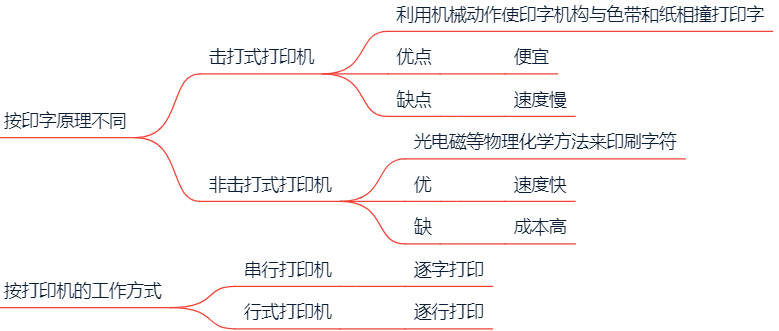 按印字原理不同
击打式打印机
利用机械动作使印字机构与色带和纸相撞打印字
优点 便宜
缺点 速度慢
非击打式打印机
光电磁等物理化学方法来印刷字符
优 速度快
缺 成本高
按打印机的工作方式
串行打印机 逐字打印
行式打印机 逐行打印